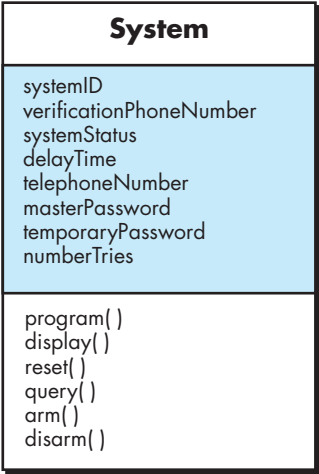 System
systemID
verificationPhoneNumber
systemStatus
delayTime
telephoneNumber
masterPassword
temporaryPassword
numberTries
program( )
display( )
reset( )
query( )
arm( )
disarm( )